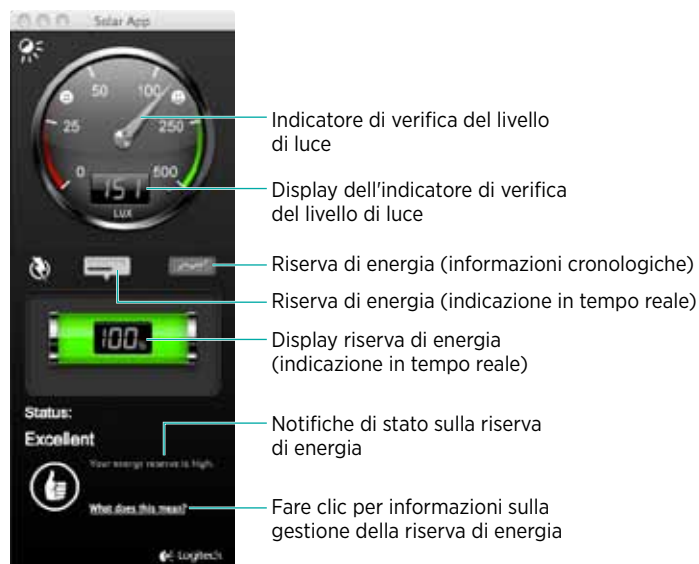 Solar App
50
100
25
250
0
500
151
LUX
Indicatore di verifica del livello
di luce
Display dell'indicatore di verifica
del livello di luce
Riserva di energia (informazioni cronologiche)
Riserva di energia (indicazione in tempo reale)
100%
Display riserva di energia
(indicazione in tempo reale)
Status:
Excellent
Your energy reserve is high.
Notifiche di stato sulla riserva
di energia
What does this mean?
Fare clic per informazioni sulla
gestione della riserva di energia
Logitech